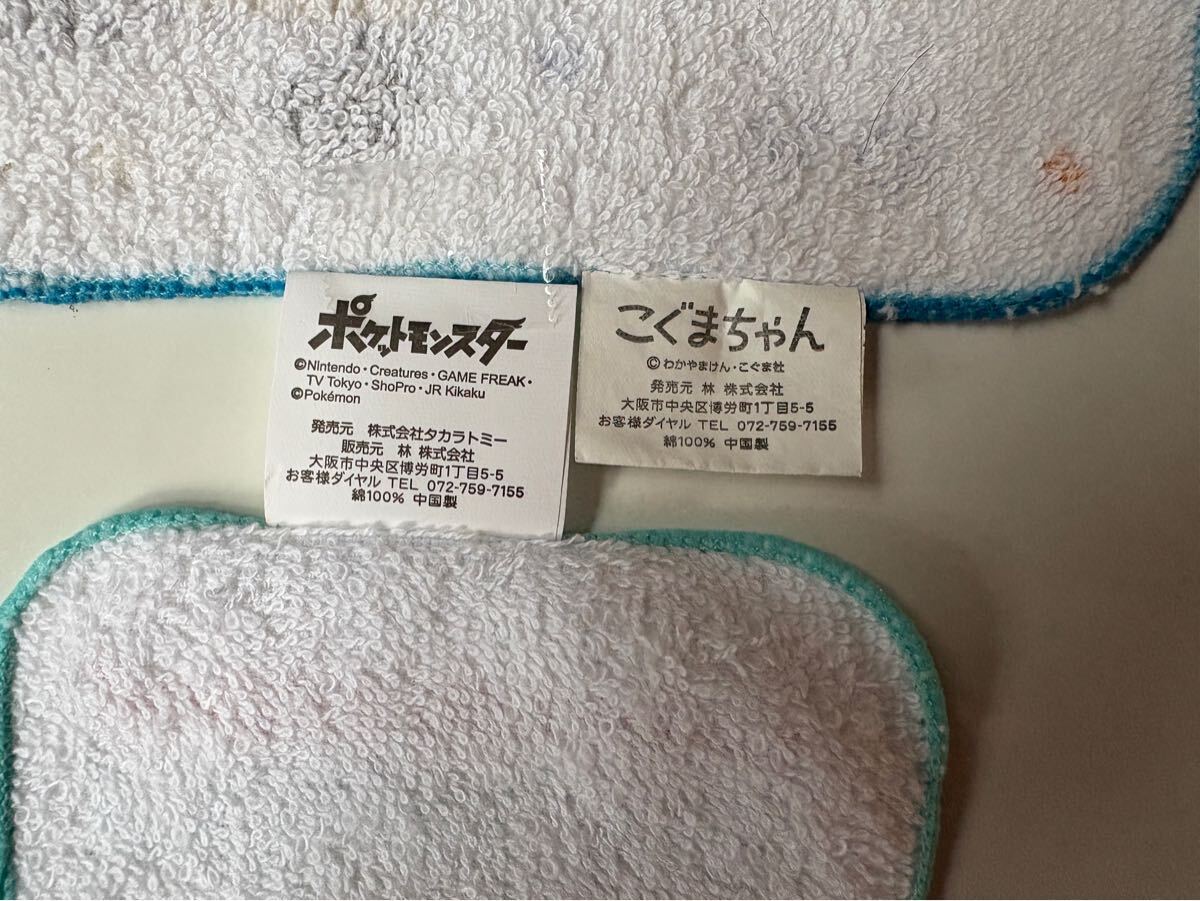 ポケットモンスター
©Nintendo・Creatures・GAME FREAK・
TV Tokyo・ShoPro・JR Kikaku
©Pokémon
発売元 株式会社タカラトミー
販売元 林 株式会社
大阪市中央区博労町1丁目5-5
お客様ダイヤル TEL 072-759-7155
綿100% 中国製
こぐまちゃん
©わかやまけん・こぐま社
発売元 林 株式会社
大阪市中央区博労町1丁目5-5
お客様ダイヤル TEL 072-759-7155
綿100% 中国製